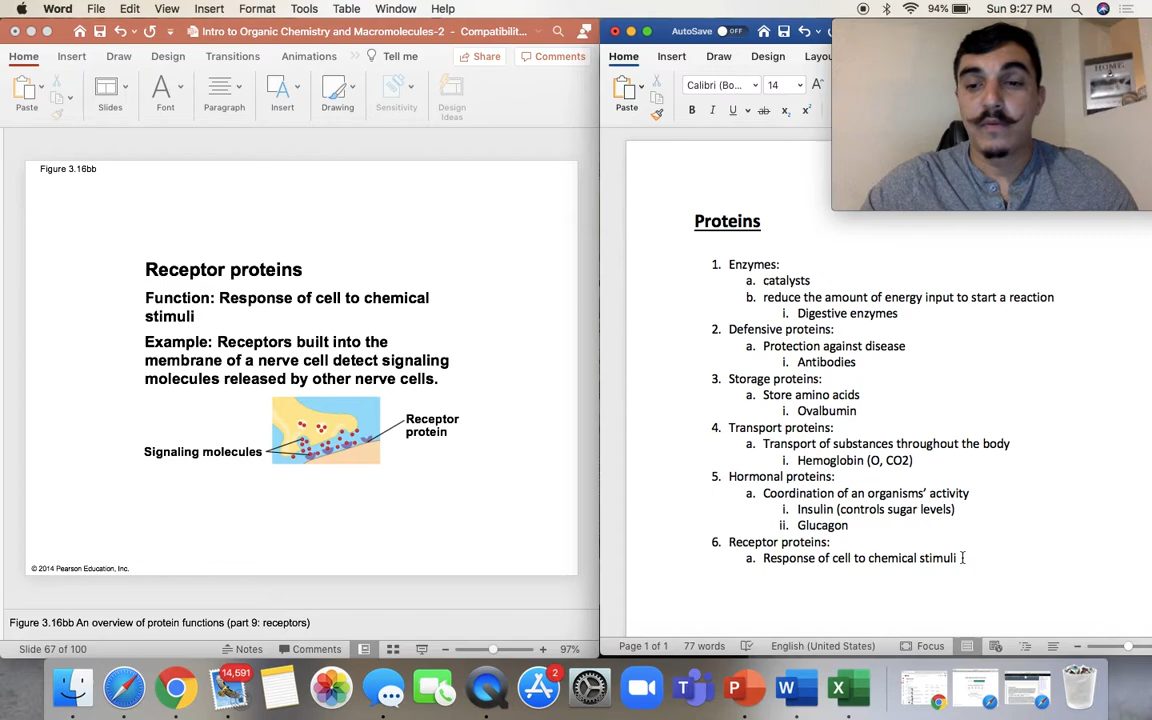 Word File Edit View Insert Format Tools Table Window Help
94% Sun 9:27 PM
Intro to Organic Chemistry and Macromolecules-2 - Compatibilit...
AutoSave OFF
Home Insert Draw Design Transitions Animations Tell me Share Comments
Home Insert Draw Design Layou
Paste Slides Font Paragraph Insert Drawing Sensitivity Design Ideas
Paste Calibri (Bo... 14 A^
B I U ab x2 x2
Figure 3.16bb
Receptor proteins
Function: Response of cell to chemical
stimuli
Example: Receptors built into the
membrane of a nerve cell detect signaling
molecules released by other nerve cells.
Receptor
protein
Signaling molecules
© 2014 Pearson Education, Inc.
Figure 3.16bb An overview of protein functions (part 9: receptors)
Slide 67 of 100 Notes Comments 97%
HOME
Proteins
1. Enzymes:
a. catalysts
b. reduce the amount of energy input to start a reaction
i. Digestive enzymes
2. Defensive proteins:
a. Protection against disease
i. Antibodies
3. Storage proteins:
a. Store amino acids
i. Ovalbumin
4. Transport proteins:
a. Transport of substances throughout the body
i. Hemoglobin (O, CO2)
5. Hormonal proteins:
a. Coordination of an organisms’ activity
i. Insulin (controls sugar levels)
ii. Glucagon
6. Receptor proteins:
a. Response of cell to chemical stimuli
Page 1 of 1 77 words English (United States) Focus
14,691
2